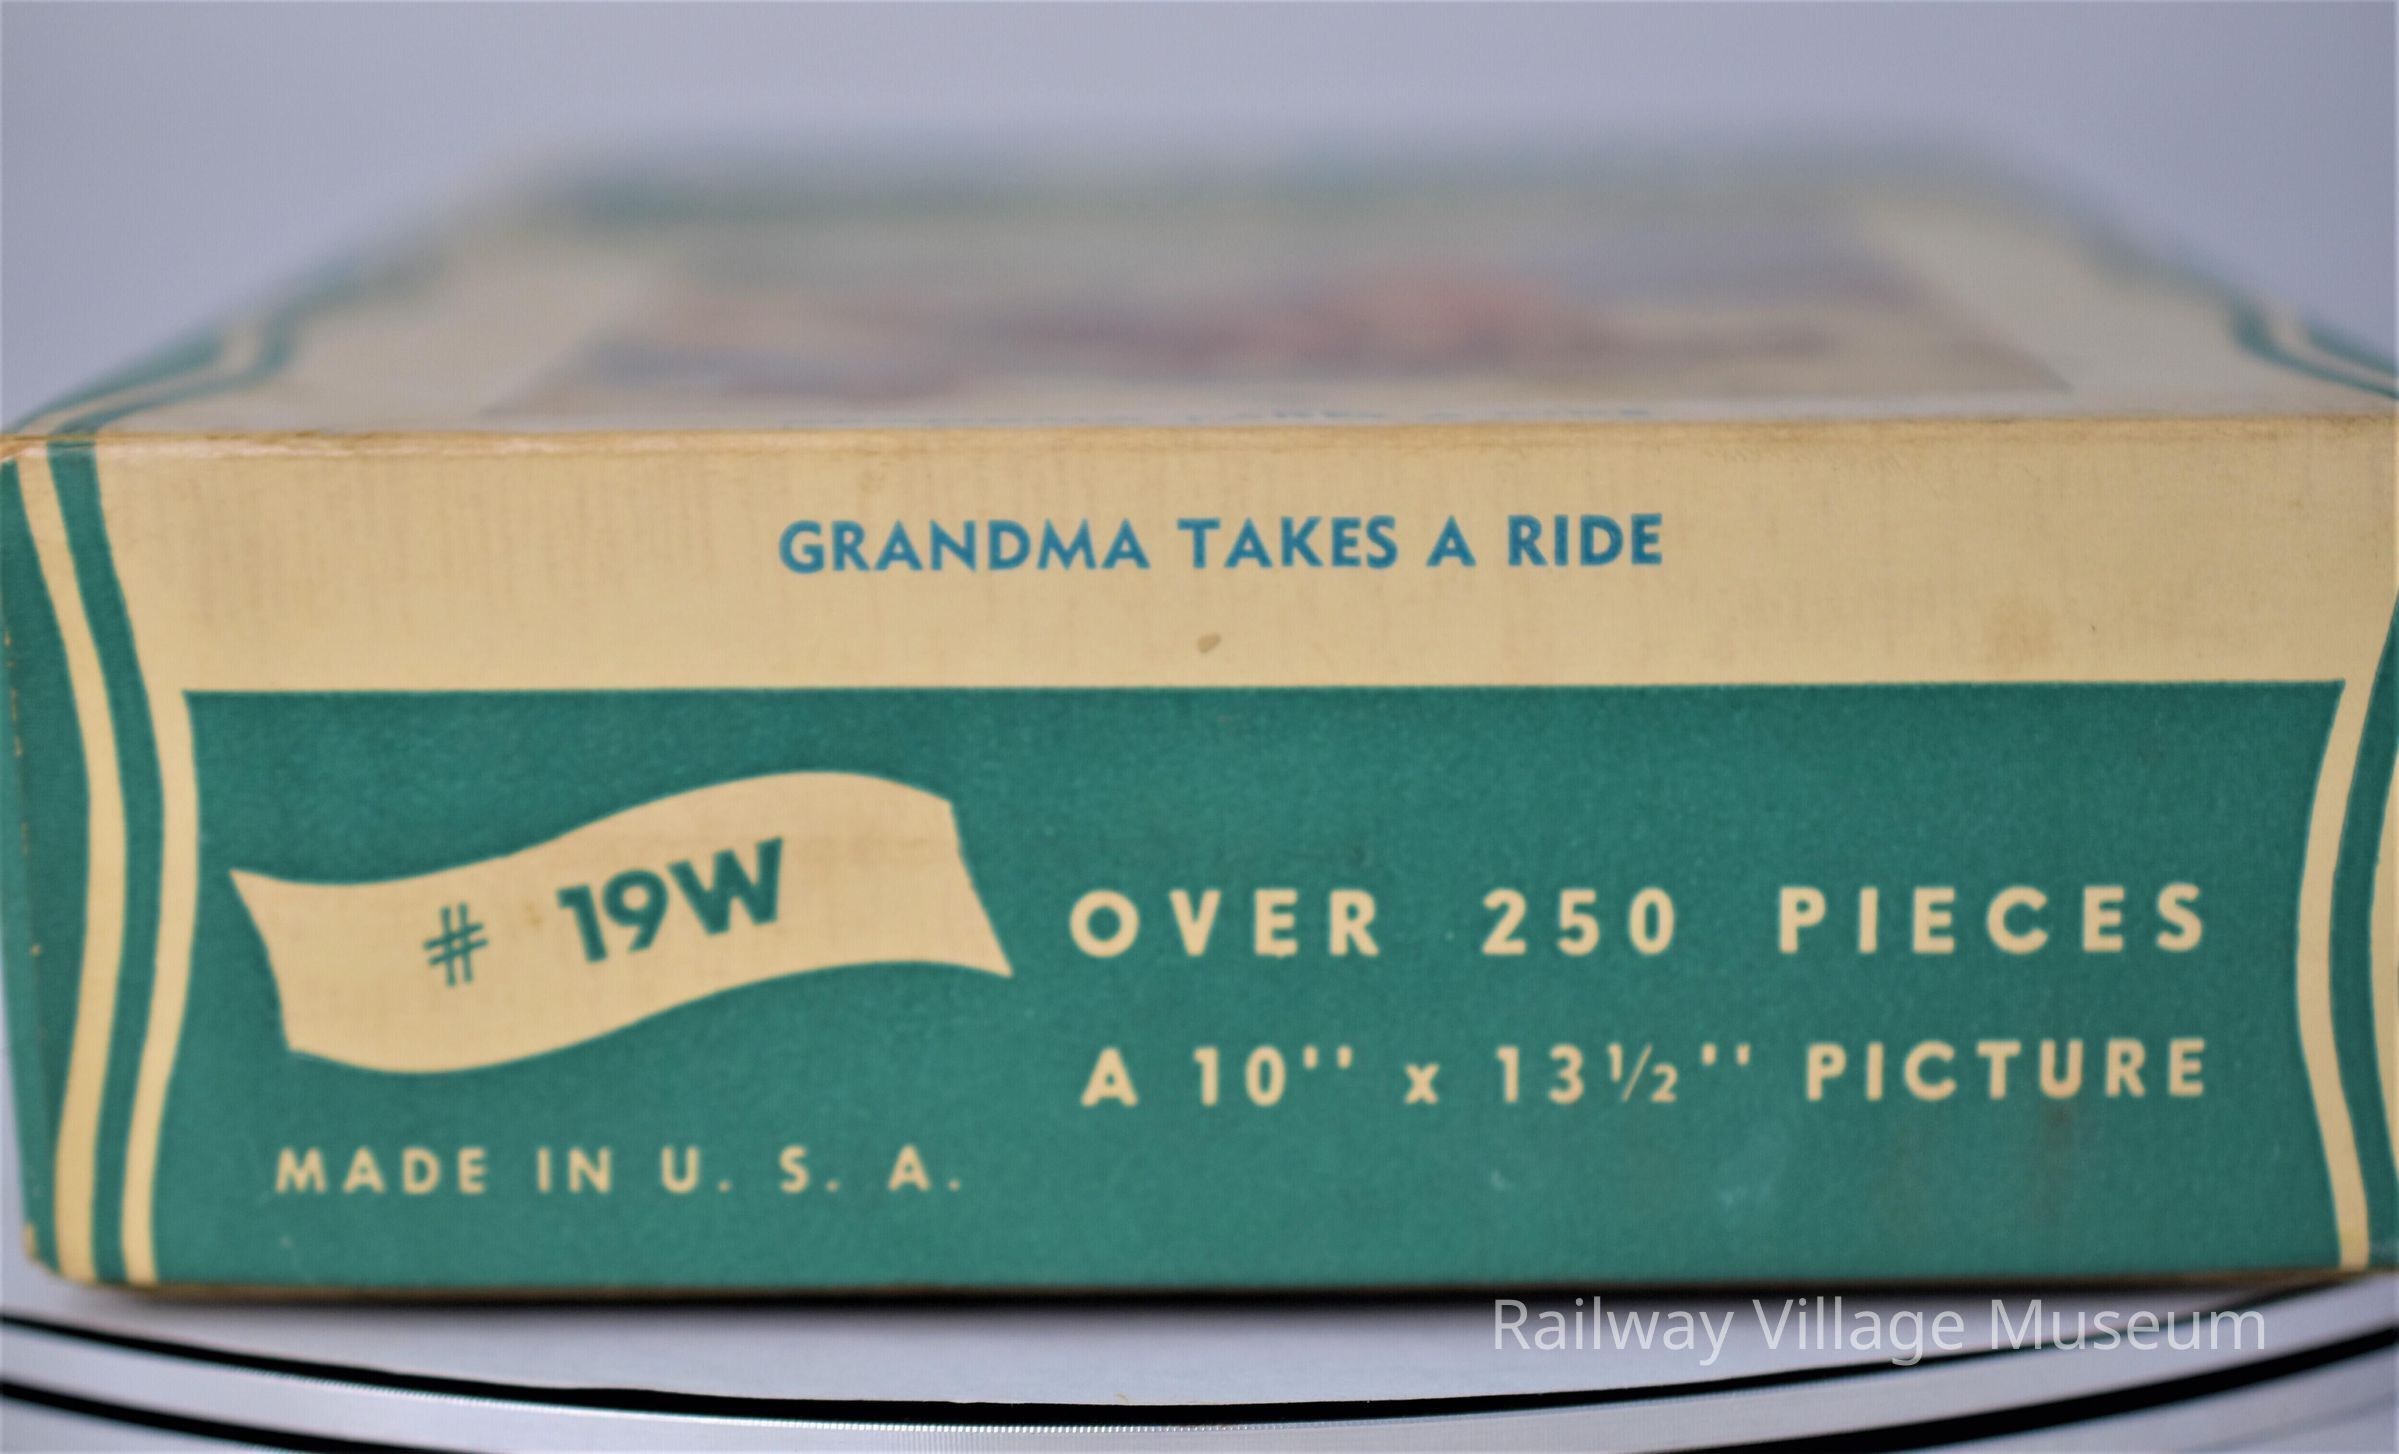 GRANDMA TAKES A RIDE
# 19W
OVER 250 PIECES
A 10" x 13½" PICTURE
MADE IN U. S. A.
Railway Village Museum